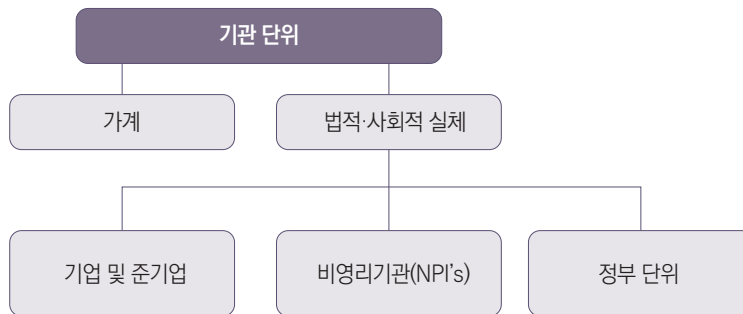 기관 단위
가계
법적·사회적 실체
기업 및 준기업
비영리기관(NPI's)
정부 단위